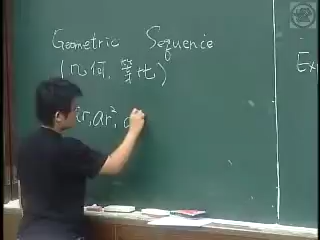 Geometric Sequence
(几何, 等比)
ar, ar², a
Ex